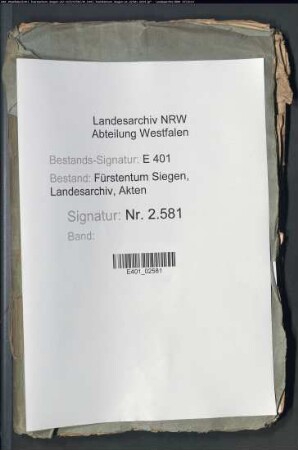 Landesarchiv NRW
Abteilung Westfalen
Bestands-Signatur: E 401
Bestand: Fürstentum Siegen,
Landesarchiv, Akten
Signatur: Nr. 2.581
Band:
E401_02581